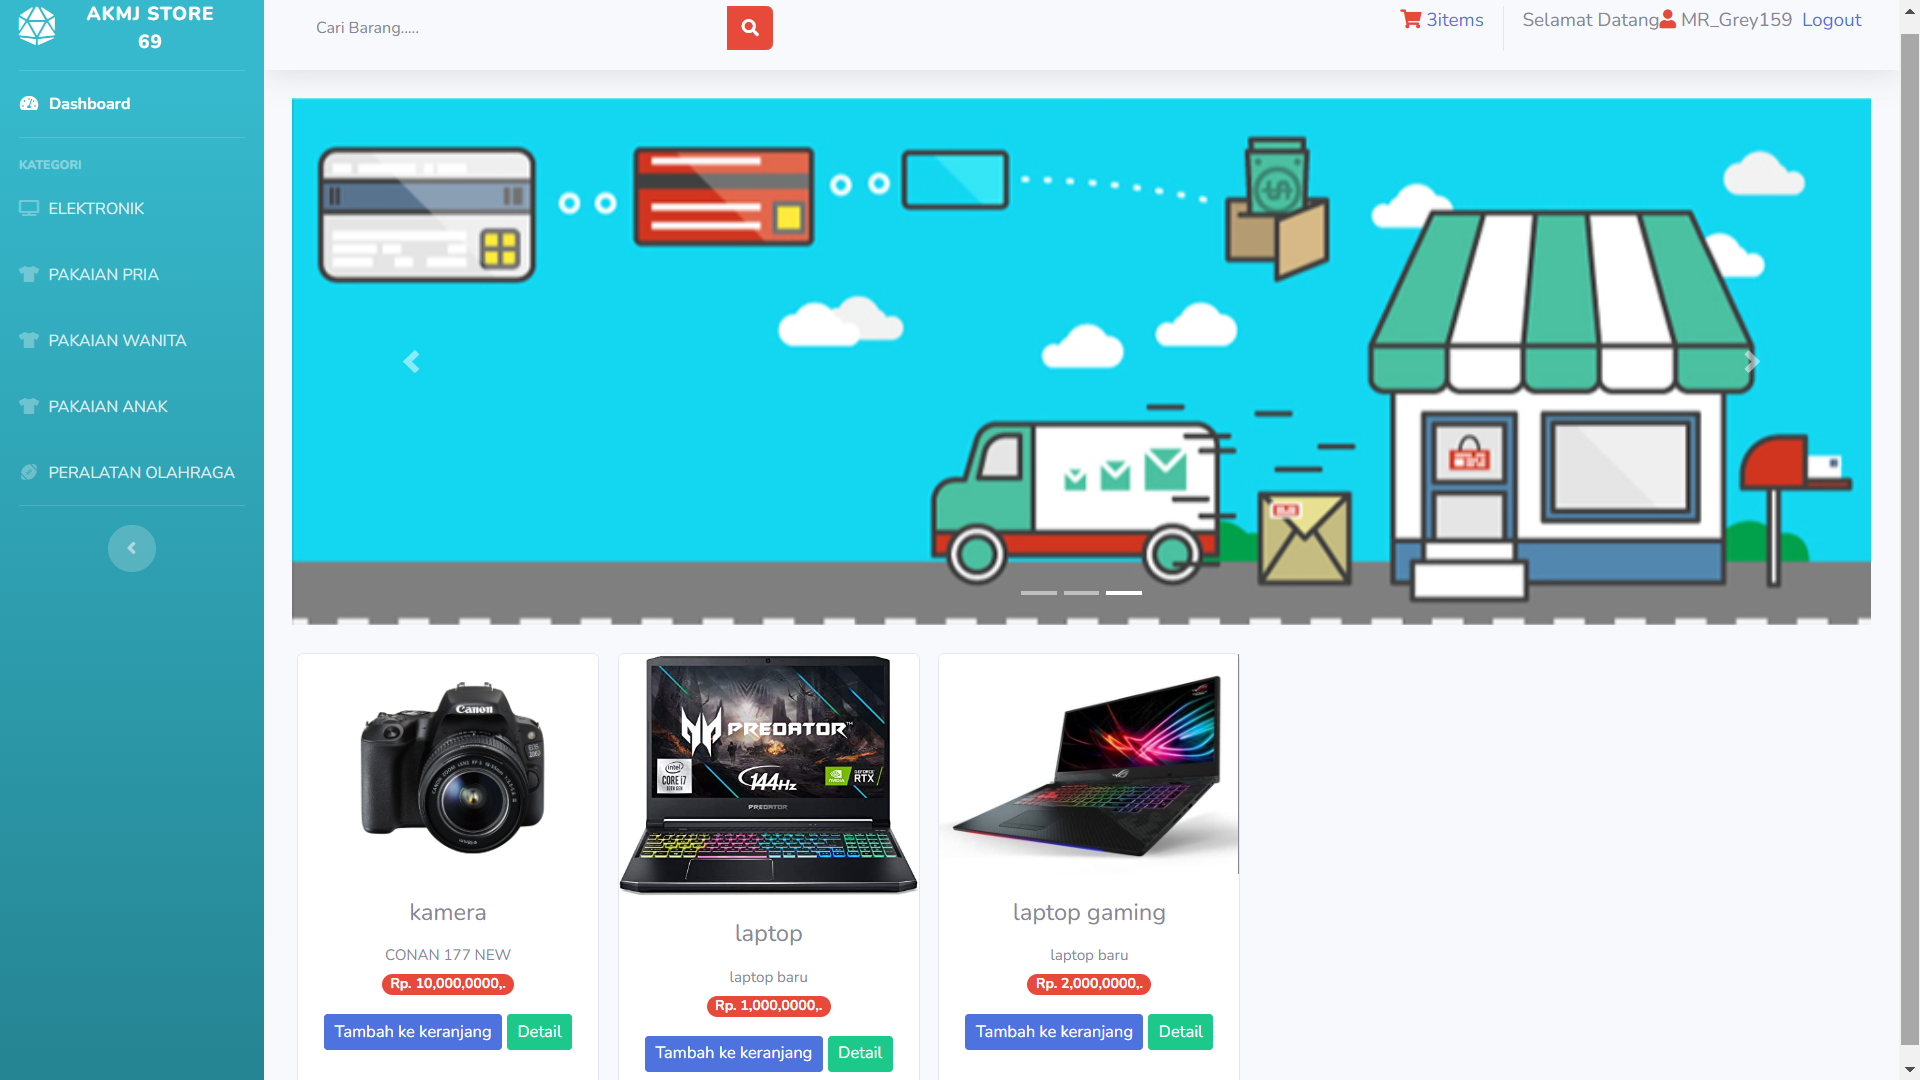 AKMJ STORE
69
Cari Barang.....
3items
Selamat Datang MR_Grey159 Logout
Dashboard
KATEGORI
ELEKTRONIK
PAKAIAN PRIA
PAKAIAN WANITA
PAKAIAN ANAK
PERALATAN OLAHRAGA
Canon
PREDATOR
intel
CORE i7
144Hz
GEFORCE
RTX
PREDATOR
kamera
CONAN 177 NEW
Rp. 10,000,0000,.
Tambah ke keranjang Detail
laptop
laptop baru
Rp. 1,000,0000,.
Tambah ke keranjang Detail
laptop gaming
laptop baru
Rp. 2,000,0000,.
Tambah ke keranjang Detail